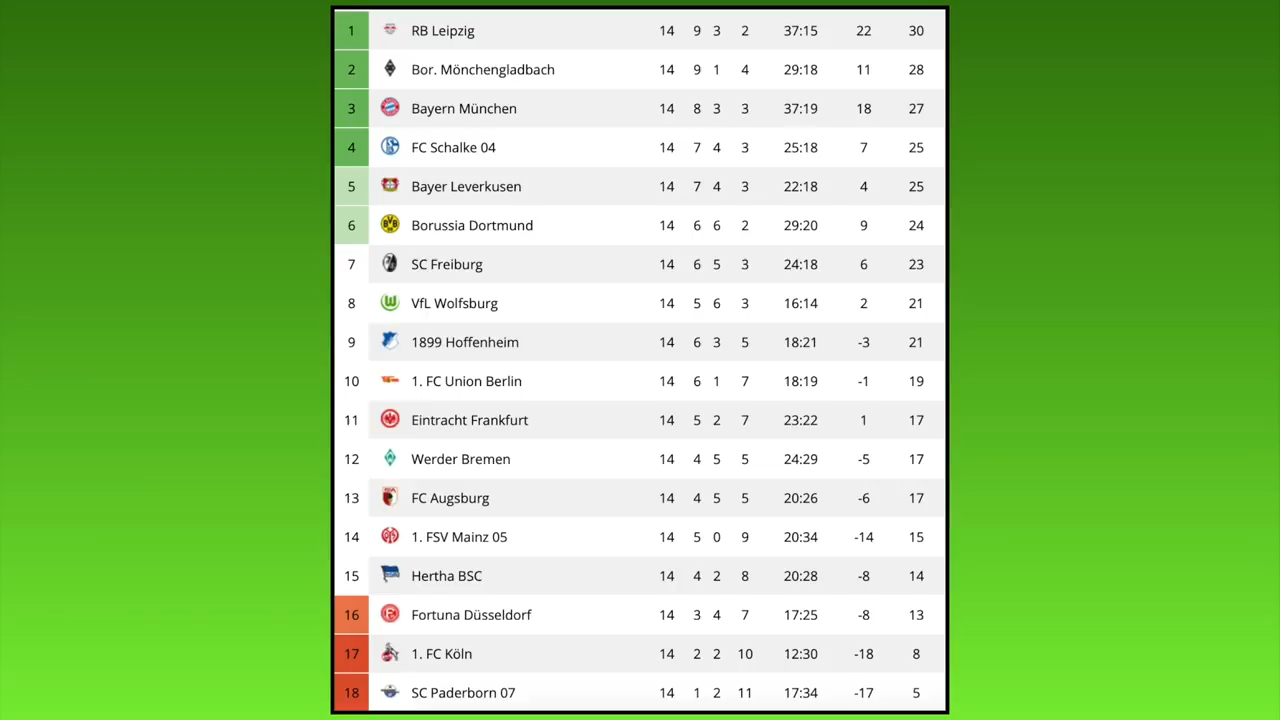 1 RB Leipzig 14 9 3 2 37:15 22 30
2 Bor. Mönchengladbach 14 9 1 4 29:18 11 28
3 Bayern München 14 8 3 3 37:19 18 27
4 FC Schalke 04 14 7 4 3 25:18 7 25
5 Bayer Leverkusen 14 7 4 3 22:18 4 25
6 Borussia Dortmund 14 6 6 2 29:20 9 24
7 SC Freiburg 14 6 5 3 24:18 6 23
8 VfL Wolfsburg 14 5 6 3 16:14 2 21
9 1899 Hoffenheim 14 6 3 5 18:21 -3 21
10 1. FC Union Berlin 14 6 1 7 18:19 -1 19
11 Eintracht Frankfurt 14 5 2 7 23:22 1 17
12 Werder Bremen 14 4 5 5 24:29 -5 17
13 FC Augsburg 14 4 5 5 20:26 -6 17
14 1. FSV Mainz 05 14 5 0 9 20:34 -14 15
15 Hertha BSC 14 4 2 8 20:28 -8 14
16 Fortuna Düsseldorf 14 3 4 7 17:25 -8 13
17 1. FC Köln 14 2 2 10 12:30 -18 8
18 SC Paderborn 07 14 1 2 11 17:34 -17 5